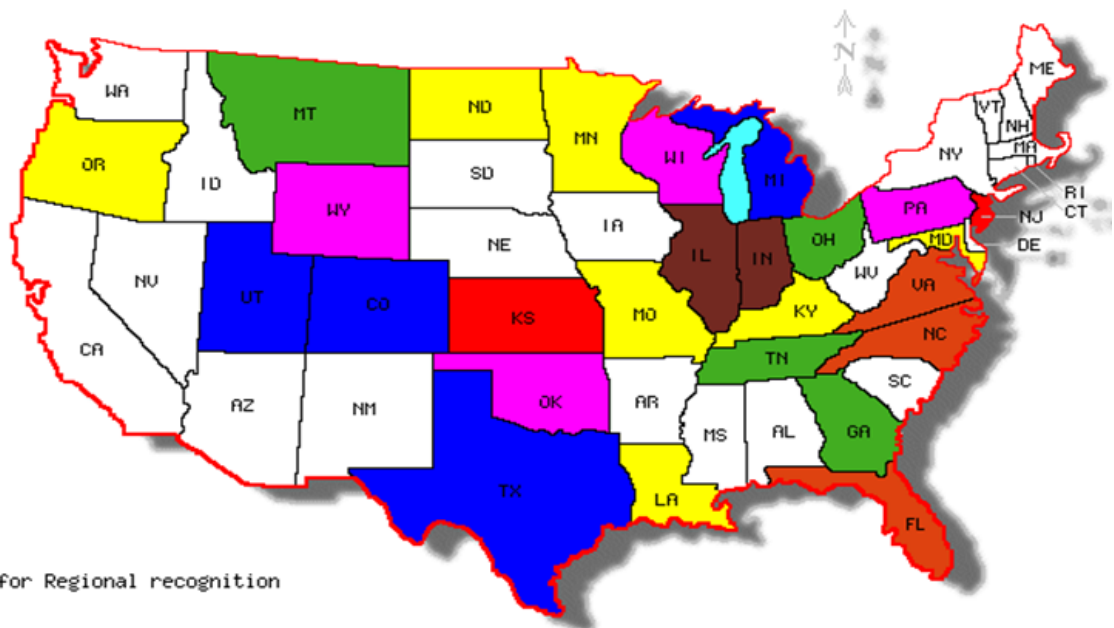 N
WA
MT
ND
MN
ME
VT
NH
MA
NY
OR
ID
SD
WI
MI
WY
PA
RI
CT
NJ
IA
NE
IL
IN
OH
MD
DE
NV
UT
CO
KS
MO
KY
WV
VA
CA
TN
NC
AZ
NM
OK
AR
SC
MS
AL
GA
TX
LA
FL
for Regional recognition